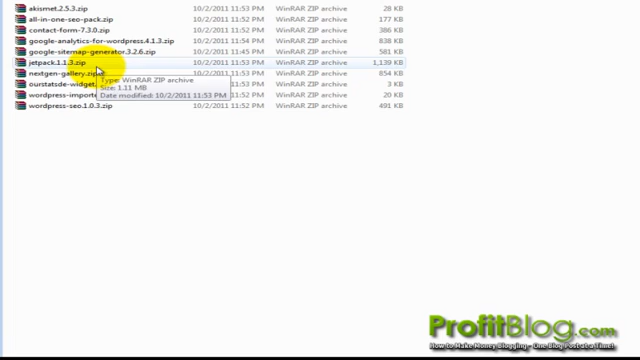 akismet.2.5.3.zip 10/2/2011 11:53 PM WinRAR ZIP archive 28 KB
all-in-one-seo-pack.zip 10/2/2011 11:52 PM WinRAR ZIP archive 177 KB
contact-form-7.3.0.zip 10/2/2011 11:52 PM WinRAR ZIP archive 386 KB
google-analytics-for-wordpress.4.1.3.zip 10/2/2011 11:54 PM WinRAR ZIP archive 838 KB
google-sitemap-generator.3.2.6.zip 10/2/2011 11:45 PM WinRAR ZIP archive 581 KB
jetpack.1.1.3.zip 10/2/2011 11:53 PM WinRAR ZIP archive 1,139 KB
nextgen-gallery.zip 10/2/2011 11:53 PM WinRAR ZIP archive 854 KB
ourstatsde-widget. 11:54 PM WinRAR ZIP archive
Type: WinRAR ZIP archive
Size: 1.11 MB
Date modified: 10/2/2011 11:53 PM
wordpress-importe WinRAR ZIP archive 20 KB
wordpress-seo.1.0.3.zip 10/2/2011 11:53 PM WinRAR ZIP archive 491 KB
ProfitBlog.com
How to Make Money Blogging - One Blog Post at a Time!